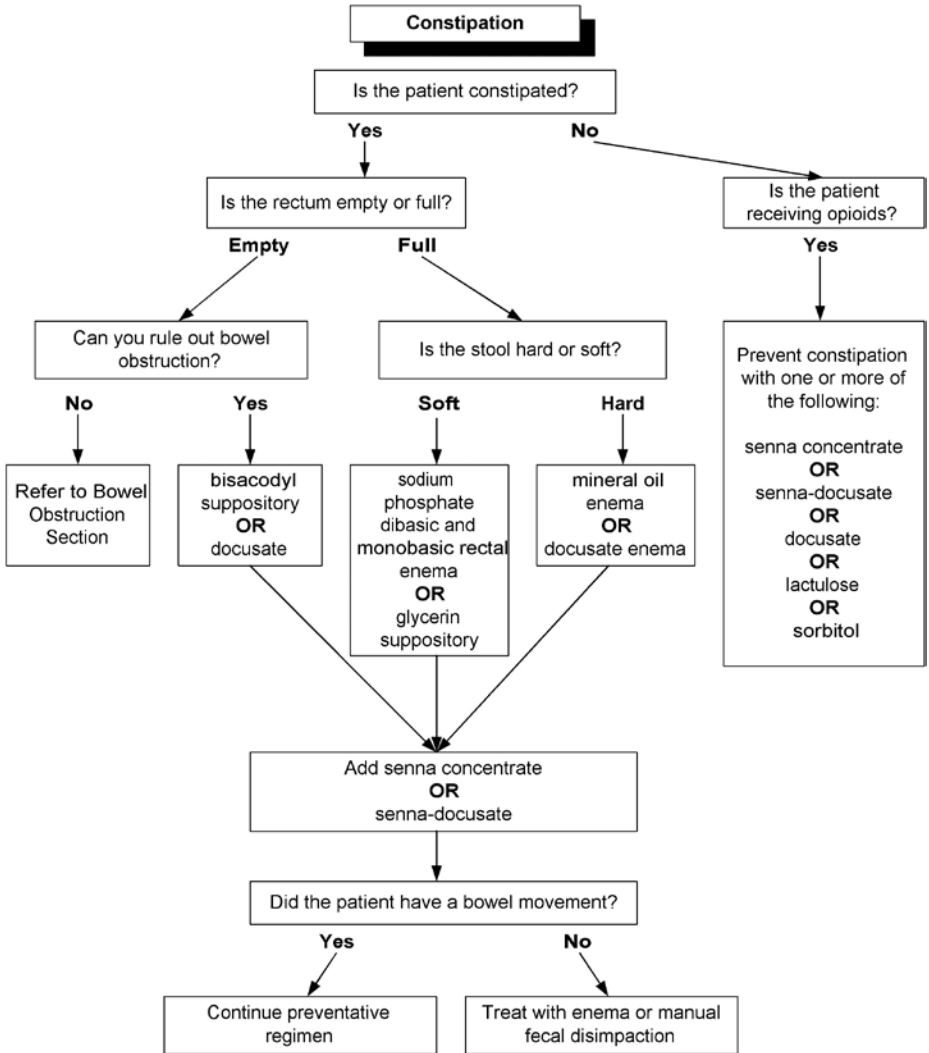 Constipation
Is the patient constipated?
Yes
No
Is the rectum empty or full?
Is the patient
receiving opioids?
Empty
Full
Yes
Can you rule out bowel
obstruction?
Is the stool hard or soft?
Prevent constipation
with one or more of
the following:
senna concentrate
OR
senna-docusate
OR
docusate
OR
lactulose
OR
sorbitol
No
Yes
Soft
Hard
Refer to Bowel
Obstruction
Section
bisacodyl
suppository
OR
docusate
sodium
phosphate
dibasic and
monobasic rectal
enema
OR
glycerin
suppository
mineral oil
enema
OR
docusate enema
Add senna concentrate
OR
senna-docusate
Did the patient have a bowel movement?
Yes
No
Continue preventative
regimen
Treat with enema or manual
fecal disimpaction